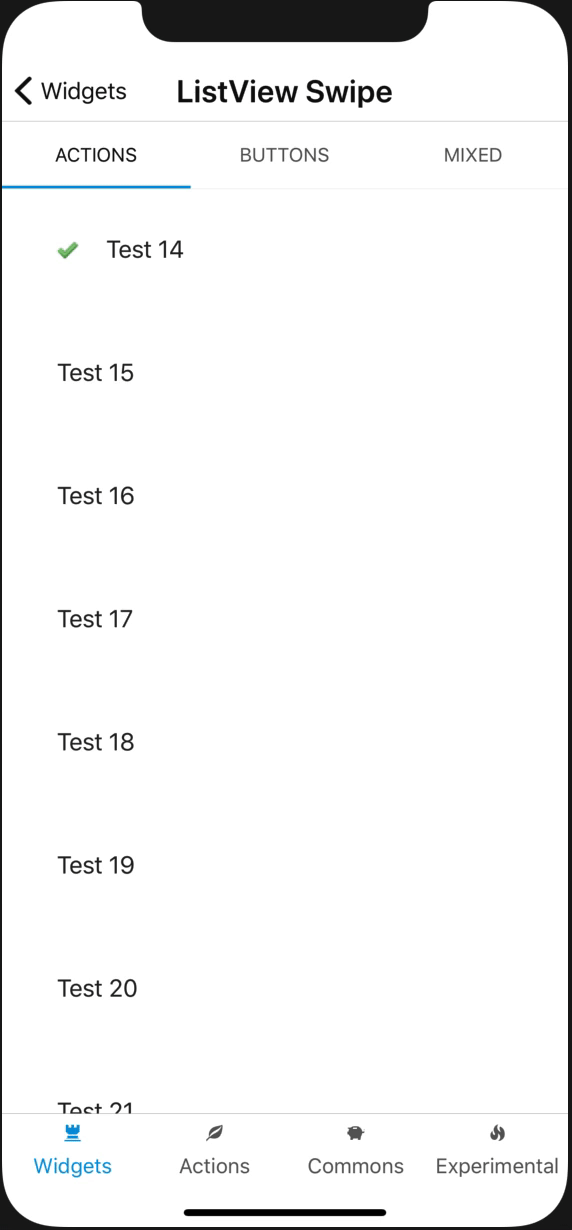 Widgets ListView Swipe
ACTIONS BUTTONS MIXED
Test 14
Test 15
Test 16
Test 17
Test 18
Test 19
Test 20
Test 21
Widgets Actions Commons Experimental